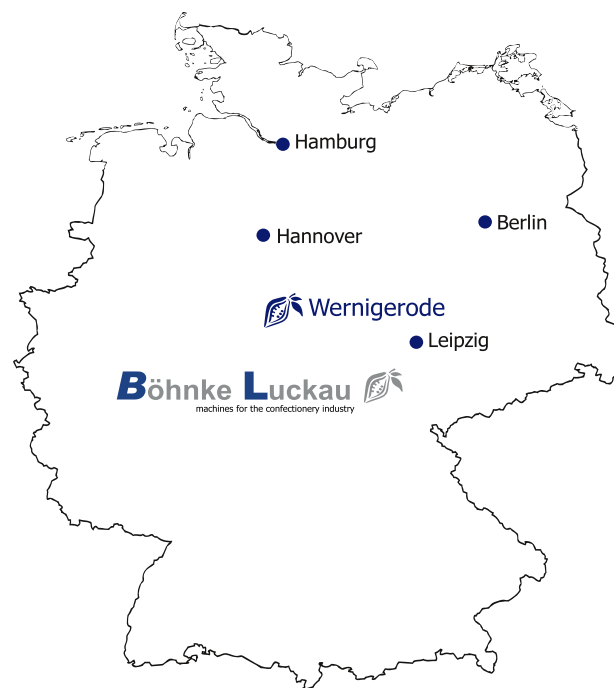 Hamburg
Hannover
Berlin
Wernigerode
Leipzig
Böhnke Luckau
machines for the confectionery industry